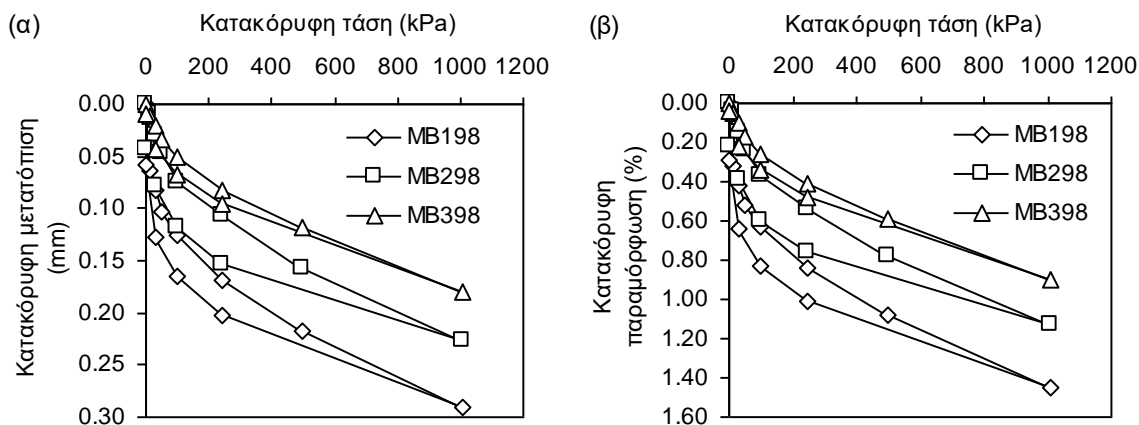 (α)
Κατακόρυφη τάση (kPa)
0 200 400 600 800 1000 1200
0.00
0.05
0.10
0.15
0.20
0.25
0.30
Κατακόρυφη μετατόπιση
(mm)
MB198
MB298
MB398
(β)
Κατακόρυφη τάση (kPa)
0 200 400 600 800 1000 1200
0.00
0.20
0.40
0.60
0.80
1.00
1.20
1.40
1.60
Κατακόρυφη
παραμόρφωση (%)
MB198
MB298
MB398